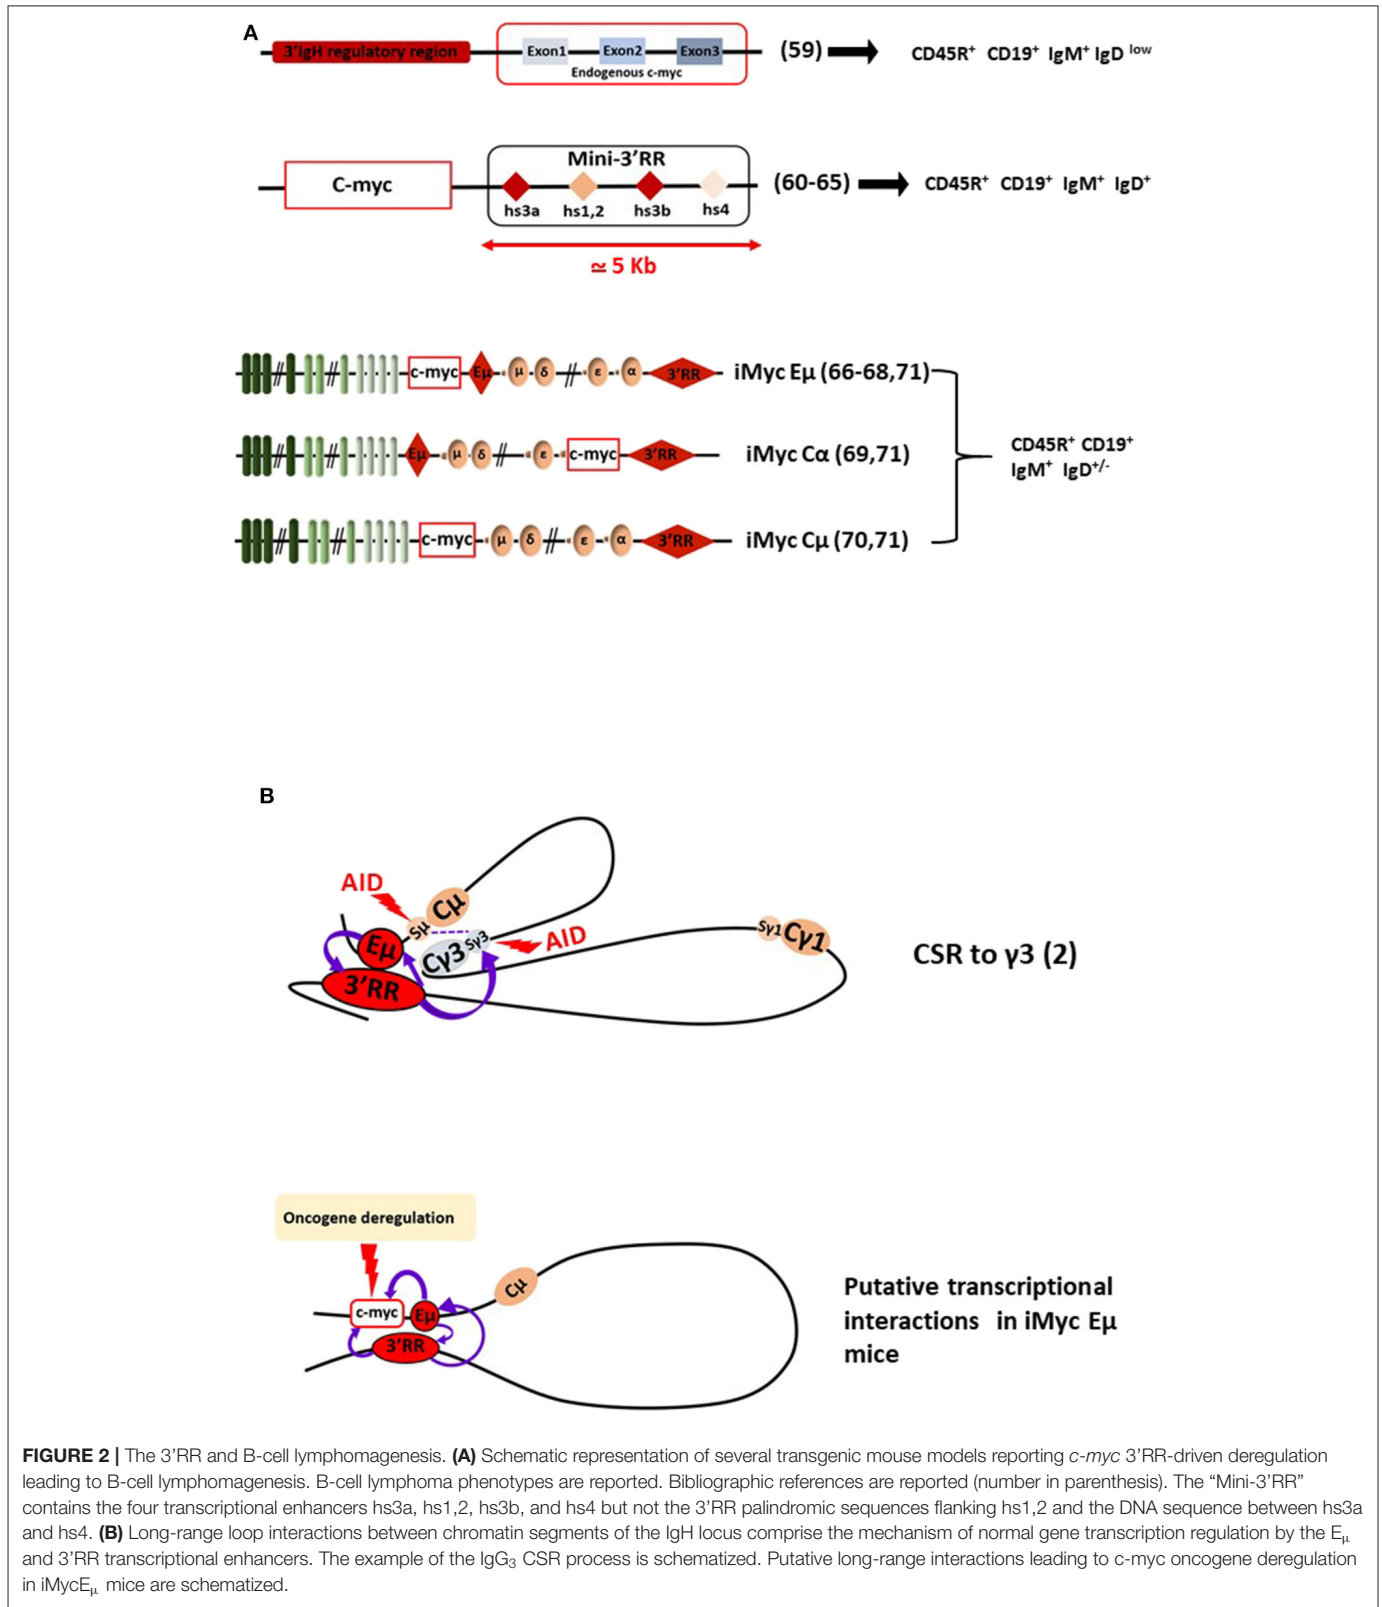 A
3'IgH regulatory region Exon1 Exon2 Exon3 (59) CD45R⁺ CD19⁺ IgM⁺ IgD ˡᵒʷ
Endogenous c-myc
Mini-3'RR
C-myc (60-65) CD45R⁺ CD19⁺ IgM⁺ IgD⁺
hs3a hs1,2 hs3b hs4
≃ 5 Kb
c-myc Eμ μ δ // ε α 3'RR iMyc Eμ (66-68,71)
CD45R⁺ CD19⁺
IgM⁺ IgD⁺/⁻
Eμ μ δ // ε c-myc 3'RR iMyc Cα (69,71)
c-myc μ δ // ε α 3'RR iMyc Cμ (70,71)
B
AID
Cμ
Sμ
Sγ3
AID
Sγ1 Cγ1
Eμ
Cγ3
3'RR
CSR to γ3 (2)
Oncogene deregulation
Cμ
c-myc Eμ
3'RR
Putative transcriptional
interactions in iMyc Eμ
mice
FIGURE 2 | The 3'RR and B-cell lymphomagenesis. (A) Schematic representation of several transgenic mouse models reporting c-myc 3'RR-driven deregulation
leading to B-cell lymphomagenesis. B-cell lymphoma phenotypes are reported. Bibliographic references are reported (number in parenthesis). The “Mini-3'RR”
contains the four transcriptional enhancers hs3a, hs1,2, hs3b, and hs4 but not the 3'RR palindromic sequences flanking hs1,2 and the DNA sequence between hs3a
and hs4. (B) Long-range loop interactions between chromatin segments of the IgH locus comprise the mechanism of normal gene transcription regulation by the Eμ
and 3'RR transcriptional enhancers. The example of the IgG₃ CSR process is schematized. Putative long-range interactions leading to c-myc oncogene deregulation
in iMycEμ mice are schematized.